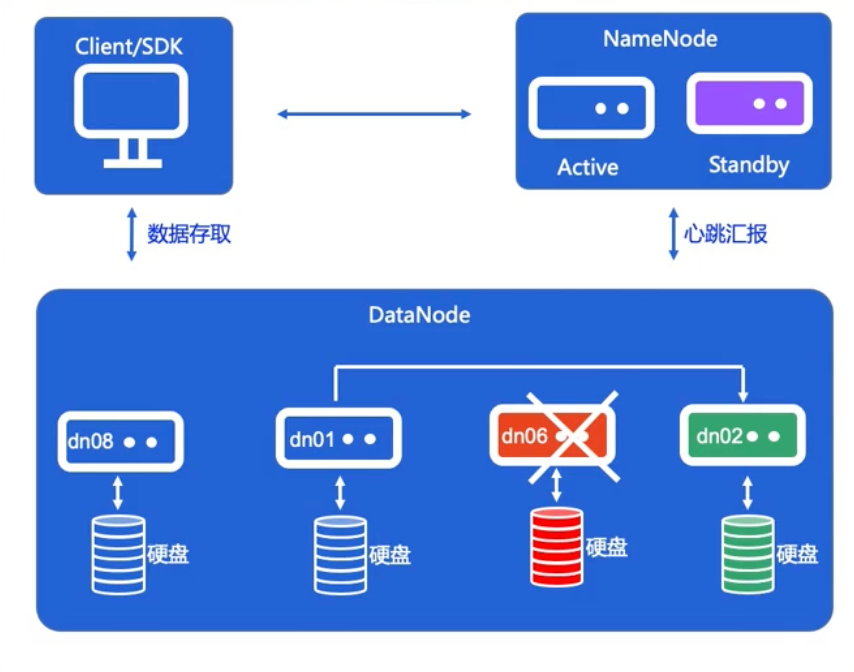 Client/SDK
NameNode
Active
Standby
数据存取
心跳汇报
DataNode
dn08
dn01
dn06
dn02
硬盘
硬盘
硬盘
硬盘